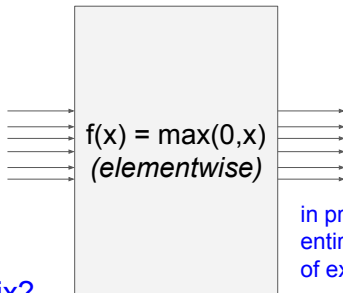 f(x) = max(0,x)
(elementwise)
in pr
entir
of ex
ix?